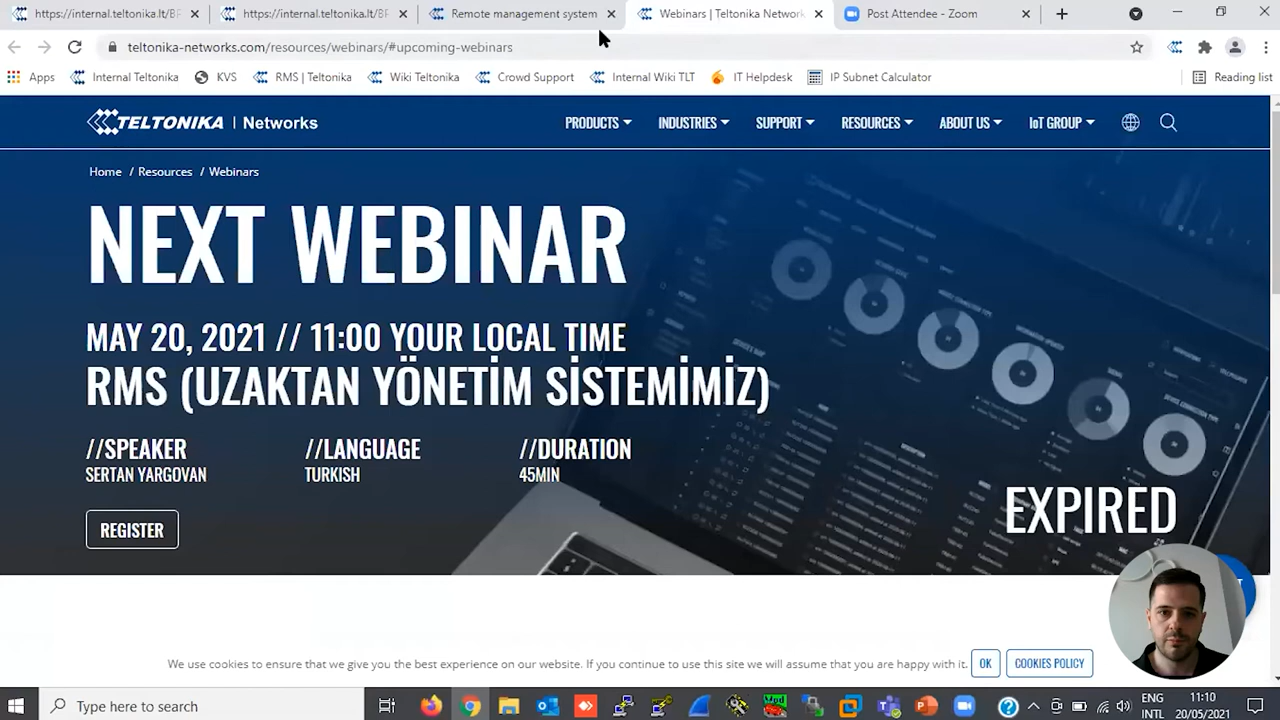 https://internal.teltonika.lt/BP
https://internal.teltonika.lt/BP
Remote management system
Webinars | Teltonika Network
Post Attendee - Zoom
teltonika-networks.com/resources/webinars/#upcoming-webinars
Apps
Internal Teltonika
KVS
RMS | Teltonika
Wiki Teltonika
Crowd Support
Internal Wiki TLT
IT Helpdesk
IP Subnet Calculator
Reading list
TELTONIKA | Networks
PRODUCTS
INDUSTRIES
SUPPORT
RESOURCES
ABOUT US
IoT GROUP
Home / Resources / Webinars
NEXT WEBINAR
MAY 20, 2021 // 11:00 YOUR LOCAL TIME
RMS (UZAKTAN YÖNETİM SİSTEMİMİZ)
//SPEAKER
SERTAN YARGOVAN
//LANGUAGE
TURKISH
//DURATION
45MIN
EXPIRED
REGISTER
We use cookies to ensure that we give you the best experience on our website. If you continue to use this site we will assume that you are happy with it.
OK
COOKIES POLICY
Type here to search
ENG
INTL
11:10
20/05/2021